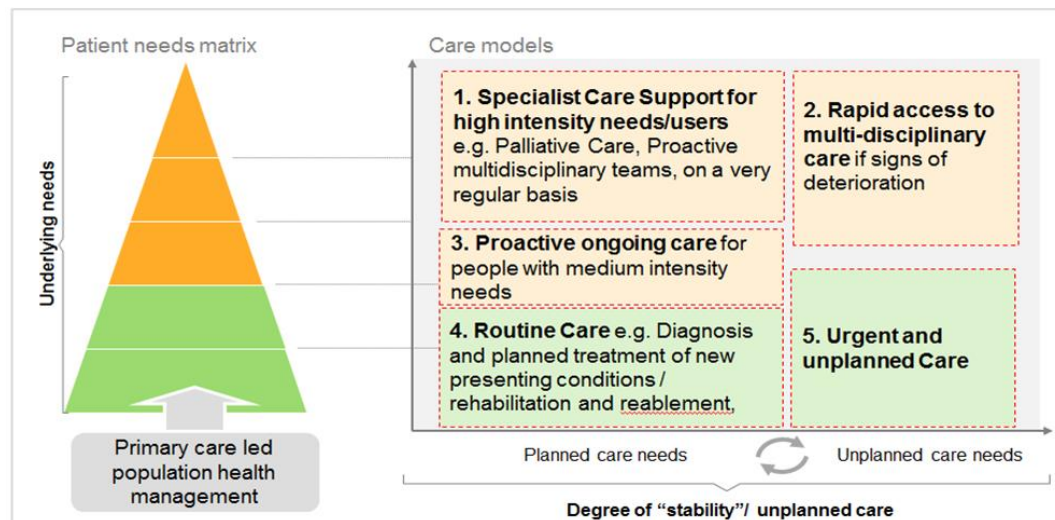 Patient needs matrix
Underlying needs
Primary care led
population health
management
Care models
1. Specialist Care Support for
high intensity needs/users
e.g. Palliative Care, Proactive
multidisciplinary teams, on a very
regular basis
2. Rapid access to
multi-disciplinary
care if signs of
deterioration
3. Proactive ongoing care for
people with medium intensity
needs
4. Routine Care e.g. Diagnosis
and planned treatment of new
presenting conditions /
rehabilitation and reablement,
5. Urgent and
unplanned Care
Planned care needs
Unplanned care needs
Degree of “stability”/ unplanned care